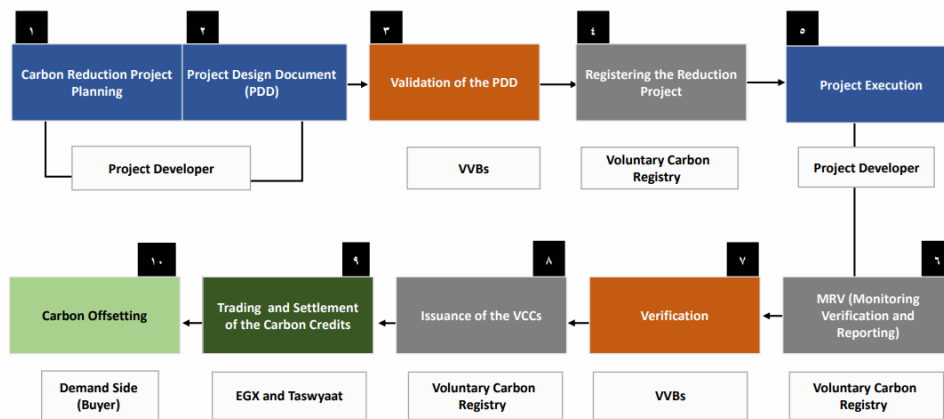 ١
٢
٣
٤
٥
Carbon Reduction Project
Planning
Project Design Document
(PDD)
Validation of the PDD
Registering the Reduction
Project
Project Execution
Project Developer
VVBs
Voluntary Carbon
Registry
Project Developer
١٠
٩
٨
٧
٦
Carbon Offsetting
Trading and Settlement
of the Carbon Credits
Issuance of the VCCs
Verification
MRV (Monitoring
Verification and
Reporting)
Demand Side
(Buyer)
EGX and Taswyaat
Voluntary Carbon
Registry
VVBs
Voluntary Carbon
Registry